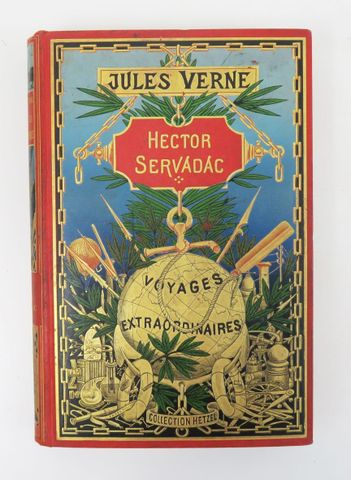 JULES VERNE
HECTOR
SERVADAC
VOYAGES
EXTRAORDINAIRES
COLLECTION HETZEL